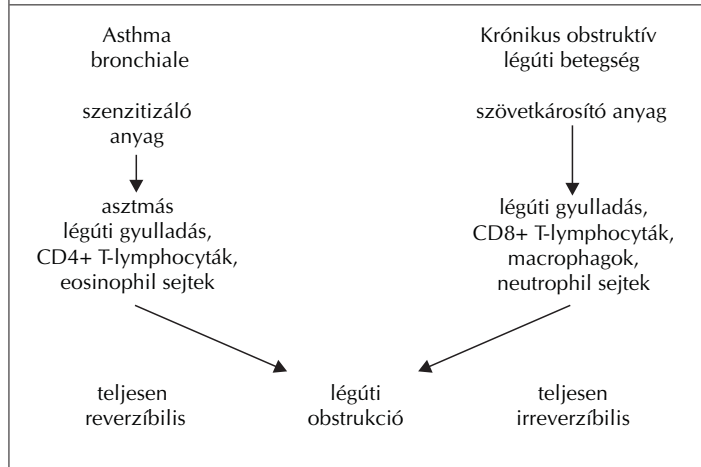 Asthma
bronchiale
szenzitizáló
anyag
asztmás
légúti gyulladás,
CD4+ T-lymphocyták,
eosinophil sejtek
Krónikus obstruktív
légúti betegség
szövetkárosító anyag
légúti gyulladás,
CD8+ T-lymphocyták,
macrophagok,
neutrophil sejtek
teljesen
reverzíbilis
légúti
obstrukció
teljesen
irreverzíbilis